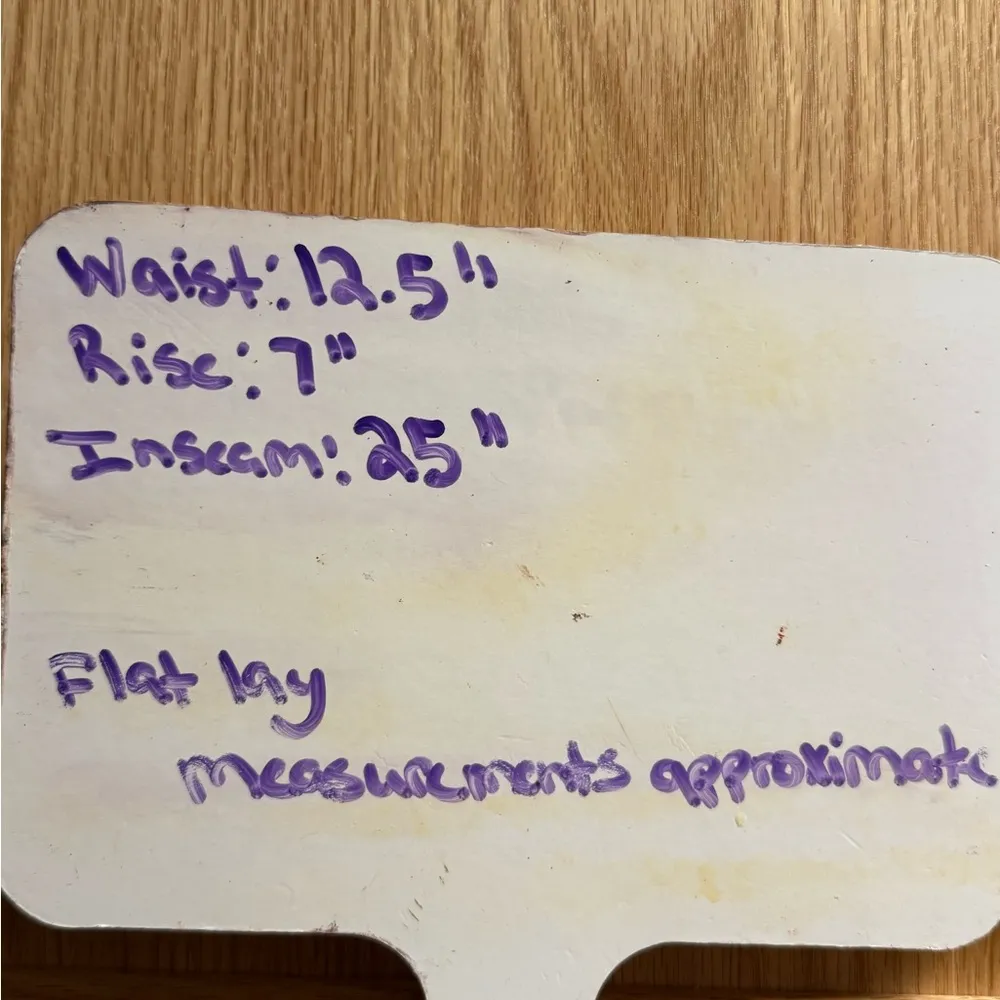 Waist: 12.5"
Rise: 7"
Inseam: 25"
Flat lay
measurements approximate